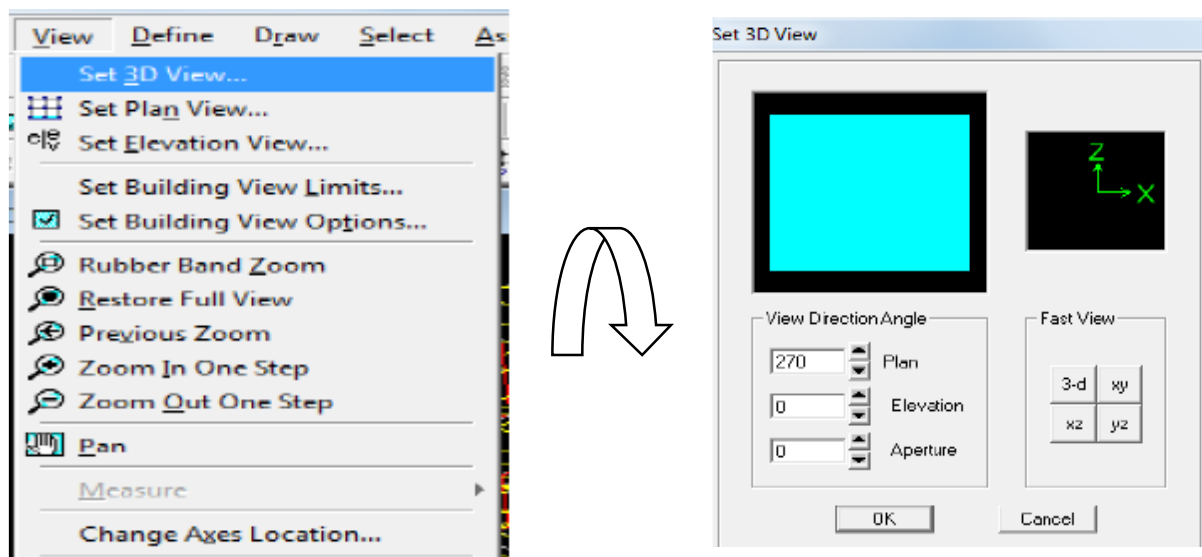 View Define Draw Select As
Set 3D View...
Set Plan View...
Set Elevation View...
Set Building View Limits...
Set Building View Options...
Rubber Band Zoom
Restore Full View
Previous Zoom
Zoom In One Step
Zoom Out One Step
Pan
Measure
Change Axes Location...
Set 3D View
Z
X
View Direction Angle
270 Plan
0 Elevation
0 Aperture
Fast View
3-d xy
xz yz
OK Cancel